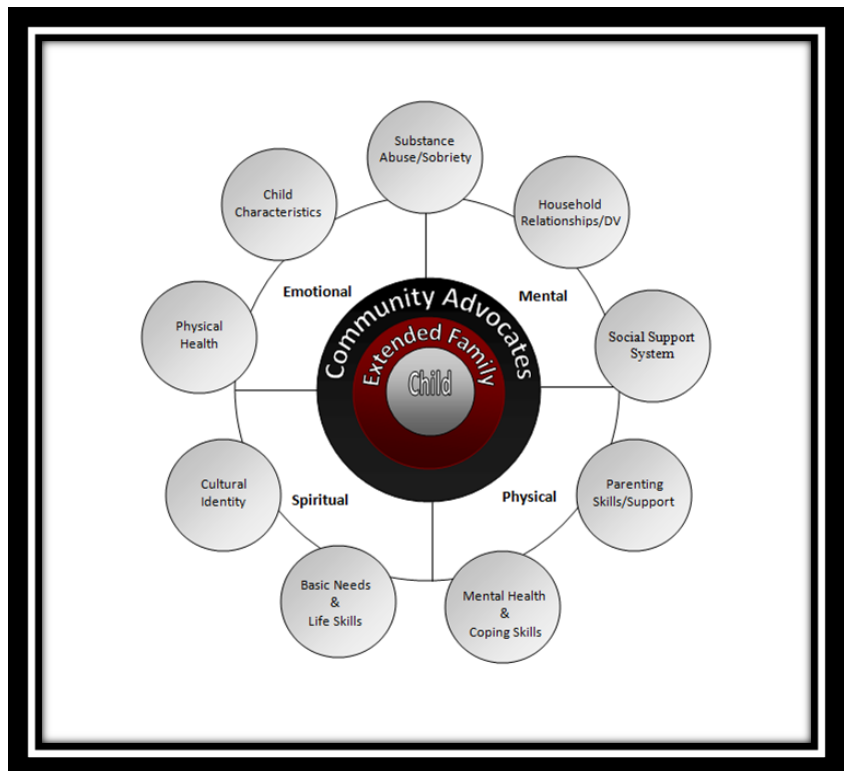 Substance
Abuse/Sobriety
Child
Characteristics
Household
Relationships/DV
Emotional
Mental
Physical
Health
Social Support
System
Community Advocates
Extended Family
Child
Cultural
Identity
Spiritual
Physical
Parenting
Skills/Support
Basic Needs
&
Life Skills
Mental Health
&
Coping Skills